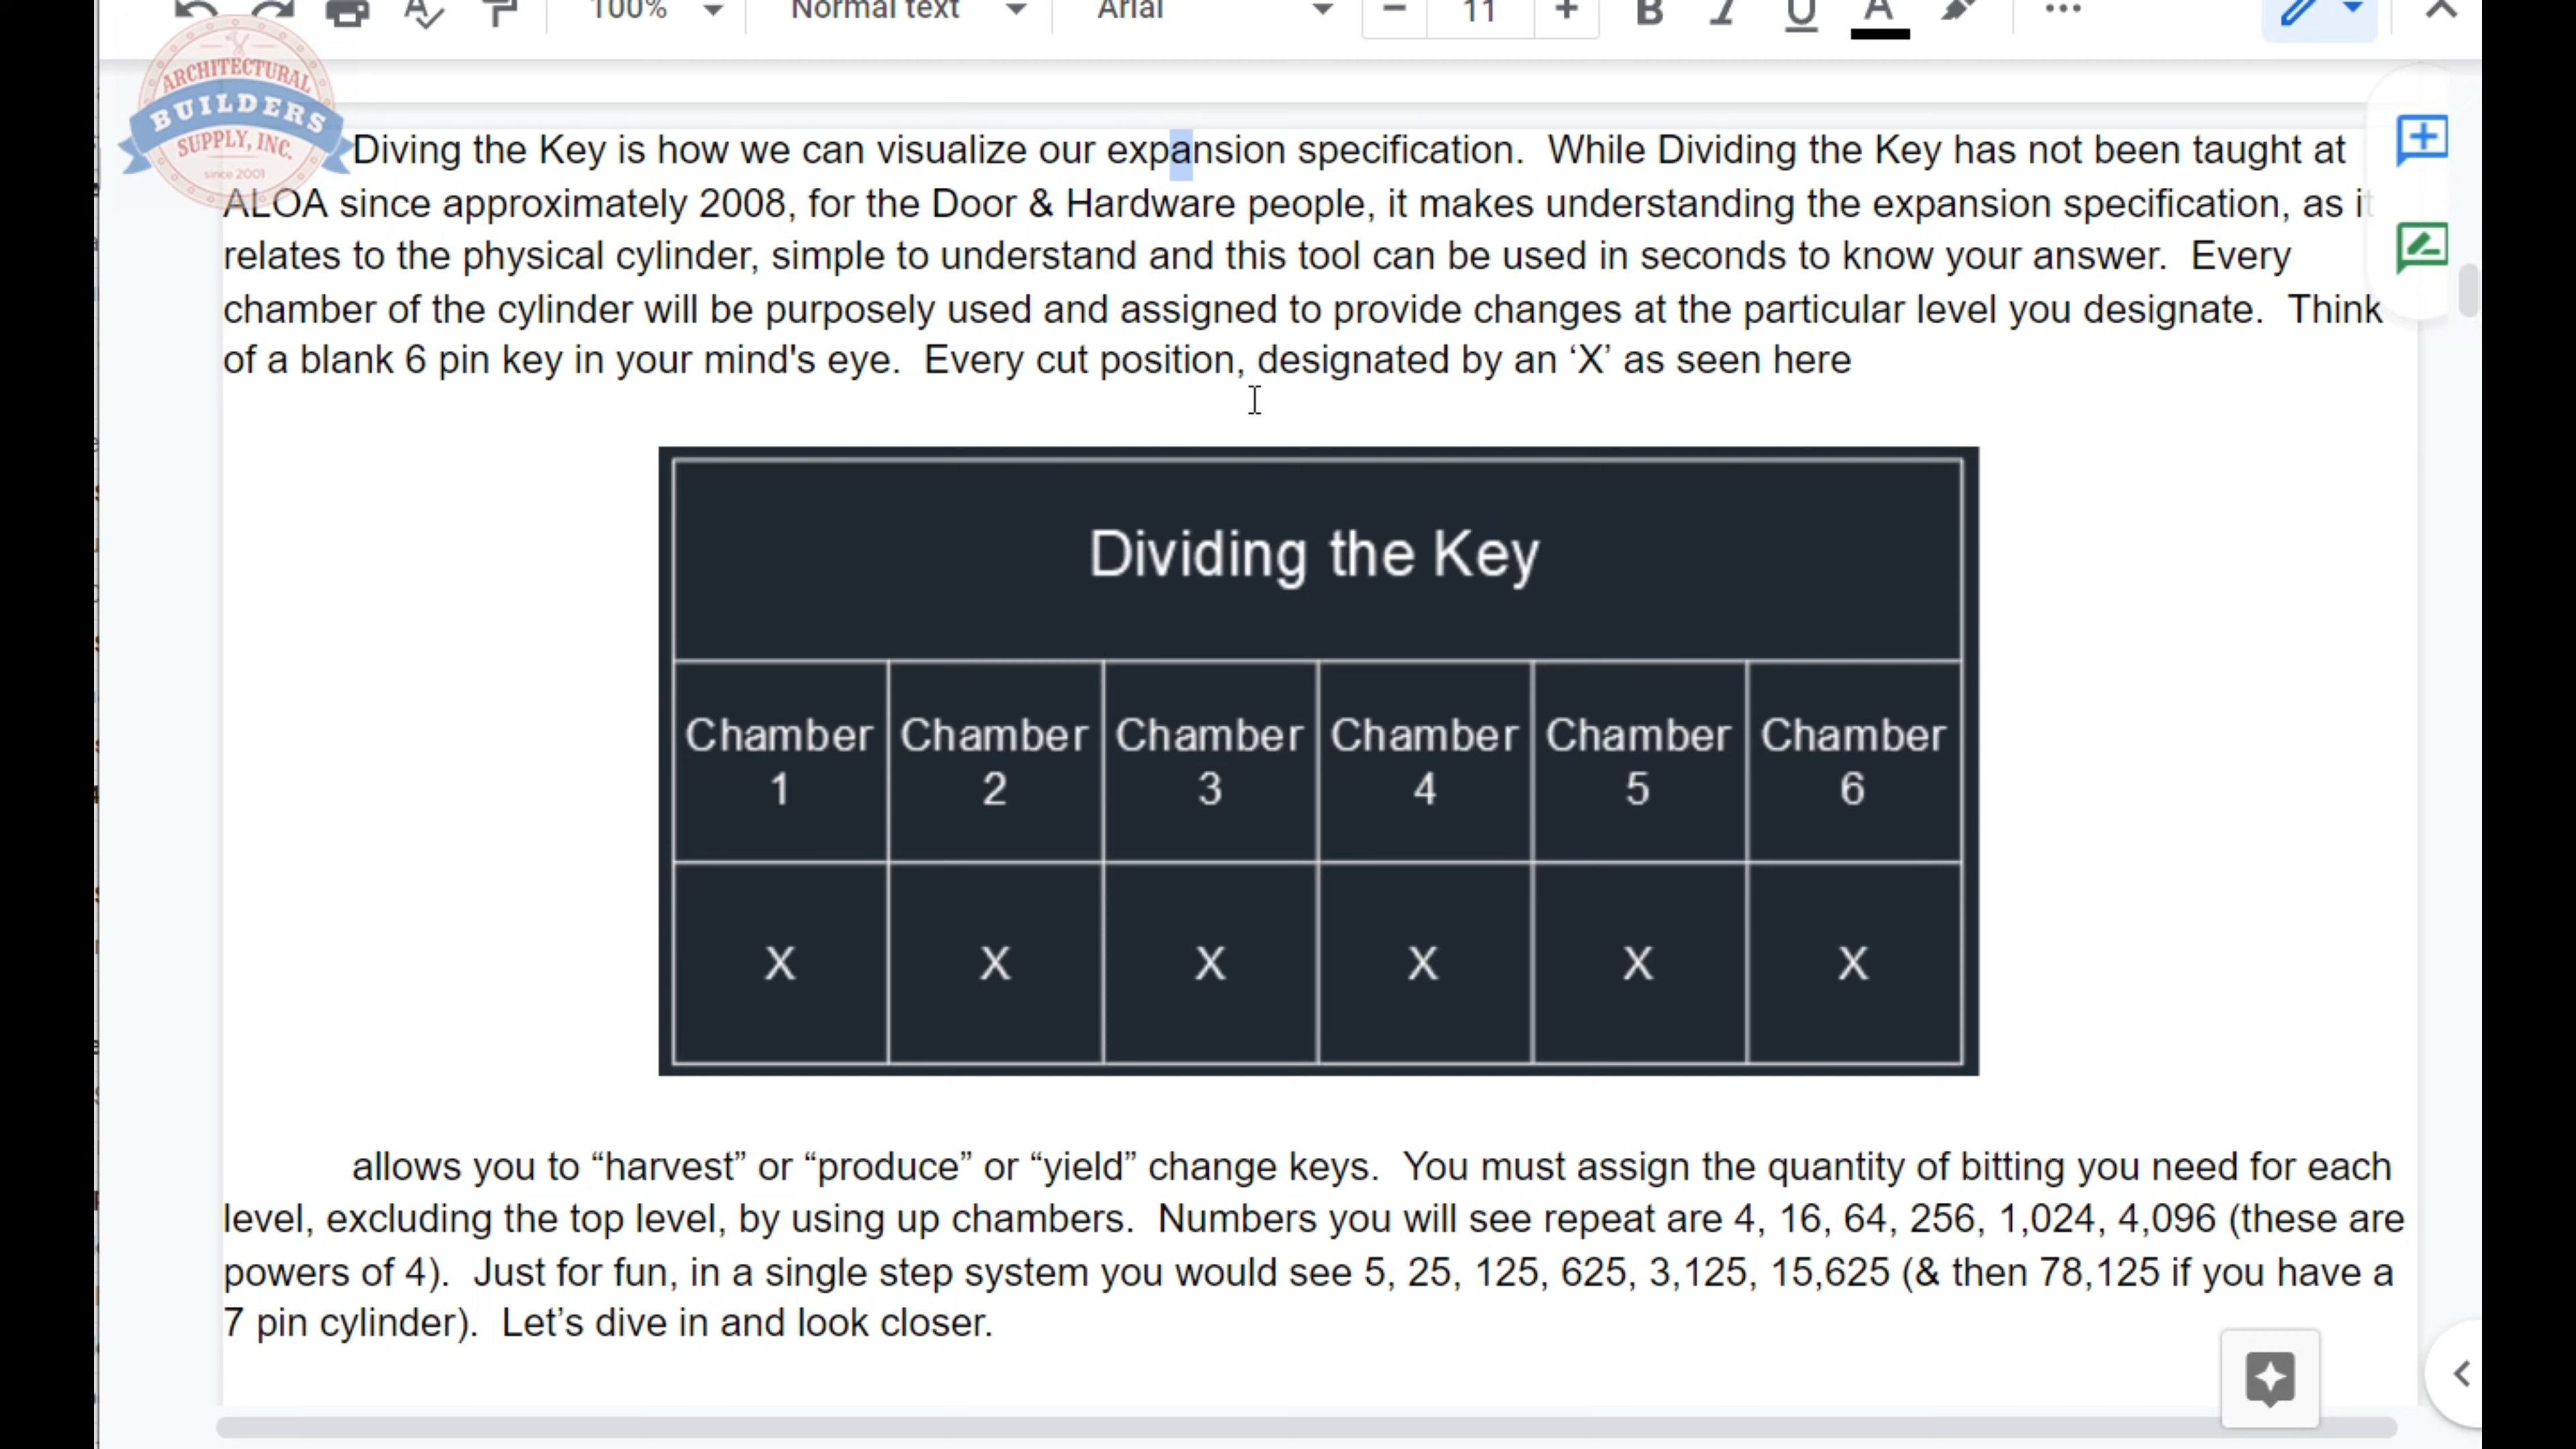 100% Normal text Arial 11 B I U A
ARCHITECTURAL
BUILDERS
SUPPLY, INC.
since 2001
Diving the Key is how we can visualize our expansion specification. While Dividing the Key has not been taught at
ALOA since approximately 2008, for the Door & Hardware people, it makes understanding the expansion specification, as it
relates to the physical cylinder, simple to understand and this tool can be used in seconds to know your answer. Every
chamber of the cylinder will be purposely used and assigned to provide changes at the particular level you designate. Think
of a blank 6 pin key in your mind's eye. Every cut position, designated by an ‘X’ as seen here
Dividing the Key
Chamber Chamber Chamber Chamber Chamber Chamber
1 2 3 4 5 6
X X X X X X
allows you to “harvest” or “produce” or “yield” change keys. You must assign the quantity of bitting you need for each
level, excluding the top level, by using up chambers. Numbers you will see repeat are 4, 16, 64, 256, 1,024, 4,096 (these are
powers of 4). Just for fun, in a single step system you would see 5, 25, 125, 625, 3,125, 15,625 (& then 78,125 if you have a
7 pin cylinder). Let’s dive in and look closer.